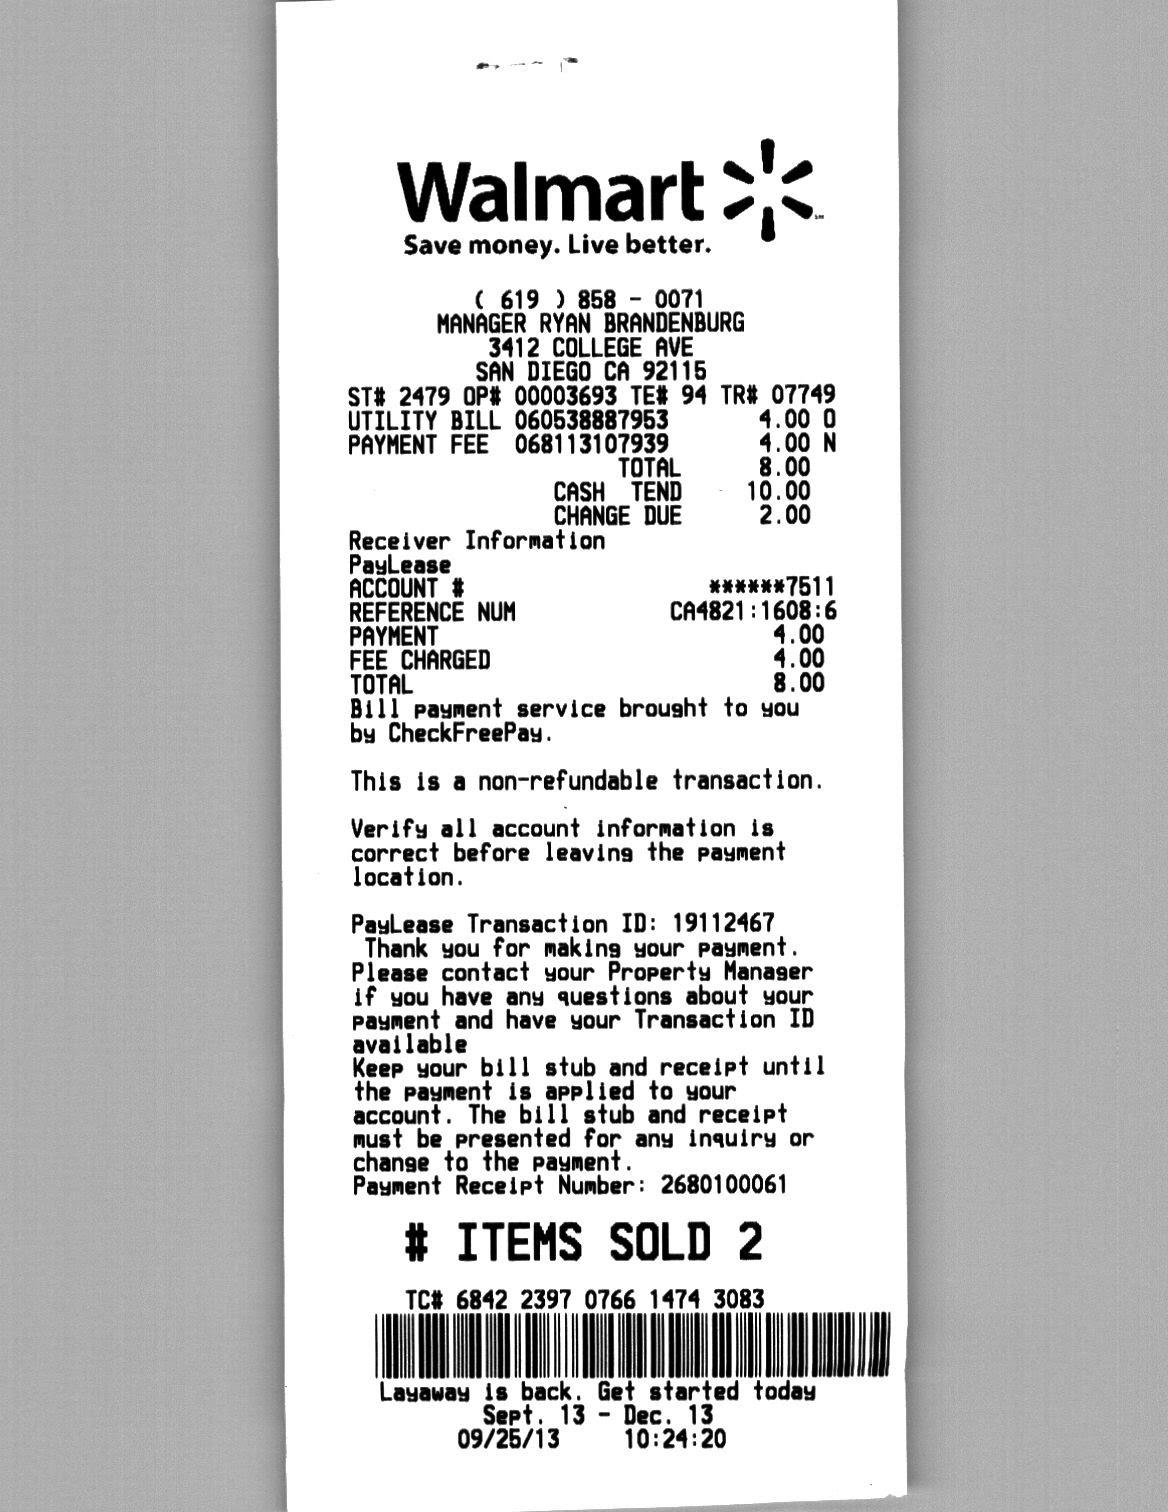 Walmart
Save money. Live better.
( 619 ) 858 - 0071
MANAGER RYAN BRANDENBURG
3412 COLLEGE AVE
SAN DIEGO CA 92115
ST# 2479 OP# 00003693 TE# 94 TR# 07749
UTILITY BILL 060538887953 4.00 O
PAYMENT FEE 068113107939 4.00 N
TOTAL 8.00
CASH TEND 10.00
CHANGE DUE 2.00
Receiver Information
PayLease
ACCOUNT # ******7511
REFERENCE NUM CA4821:1608:6
PAYMENT 4.00
FEE CHARGED 4.00
TOTAL 8.00
Bill payment service brought to you
by CheckFreePay.
This is a non-refundable transaction.
Verify all account information is
correct before leaving the payment
location.
PayLease Transaction ID: 19112467
Thank you for making your payment.
Please contact your Property Manager
if you have any questions about your
payment and have your Transaction ID
available
Keep your bill stub and receipt until
the payment is applied to your
account. The bill stub and receipt
must be presented for any inquiry or
change to the payment.
Payment Receipt Number: 2680100061
# ITEMS SOLD 2
TC# 6842 2397 0766 1474 3083
Layaway is back. Get started today
Sept. 13 - Dec. 13
09/25/13 10:24:20